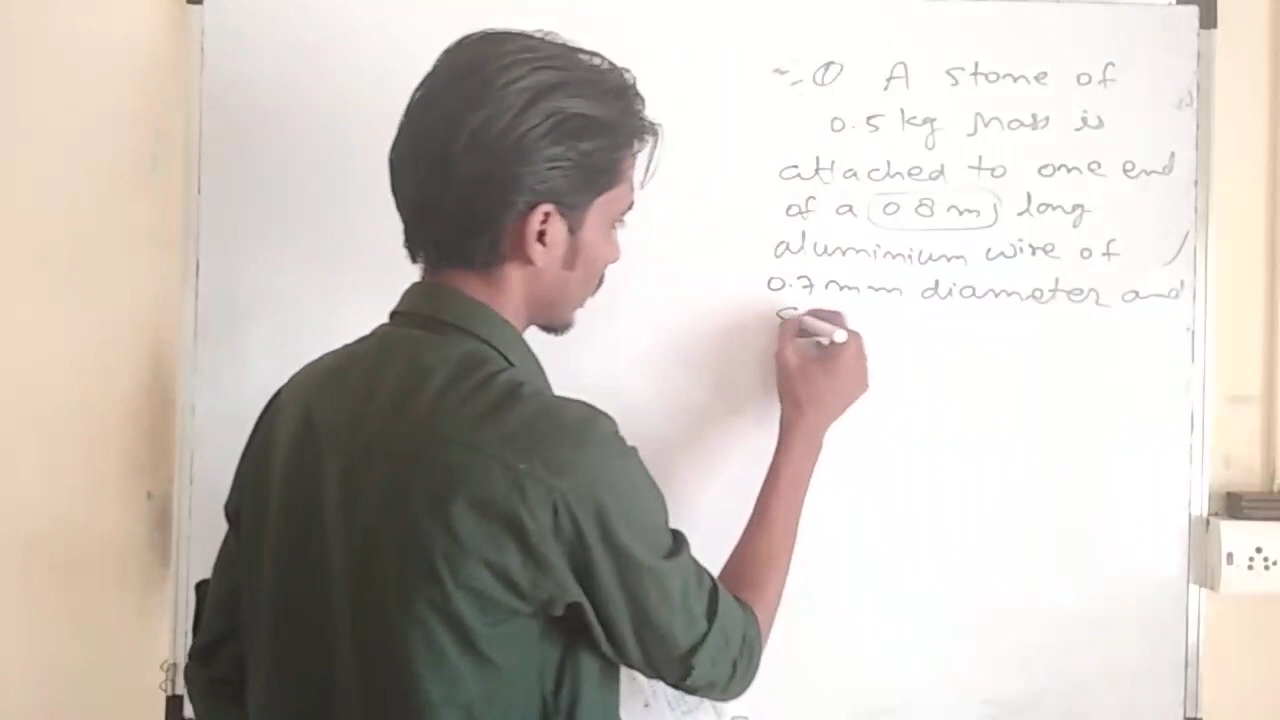 ① A stone of
0.5 kg Mass is
attached to one end
of a 0.8 m long
aluminium wire of
0.7 mm diameter and